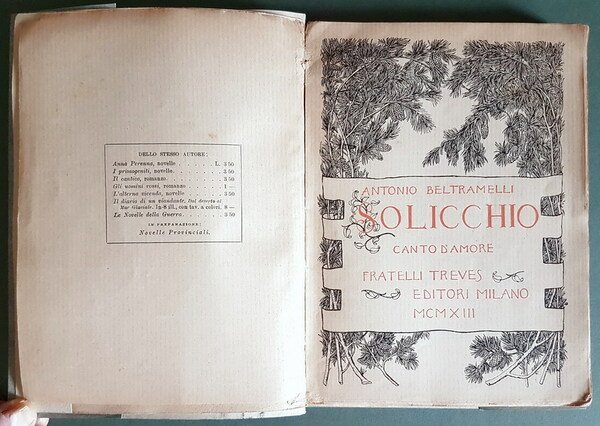 DELLO STESSO AUTORE:
Anna Perenna, novelle . . . . . . L. 3 50
I primogeniti, novelle . . . . . . 3 50
Il cantico, romanzo . . . . . . 3 50
Gli uomini rossi, romanzo . . . . . . 1 —
L'alterna vicenda, novelle . . . . . . 3 50
Il diario di un viandante. Dal deserto al
Mar Glaciale. In-8 ill., con tav. a colori. 8 —
Le Novelle della Guerra . . . . . . 3 50
IN PREPARAZIONE:
Novelle Provinciali.
ANTONIO BELTRAMELLI
SOLICCHIO
CANTO D'AMORE
FRATELLI TREVES
EDITORI MILANO
MCMXIII